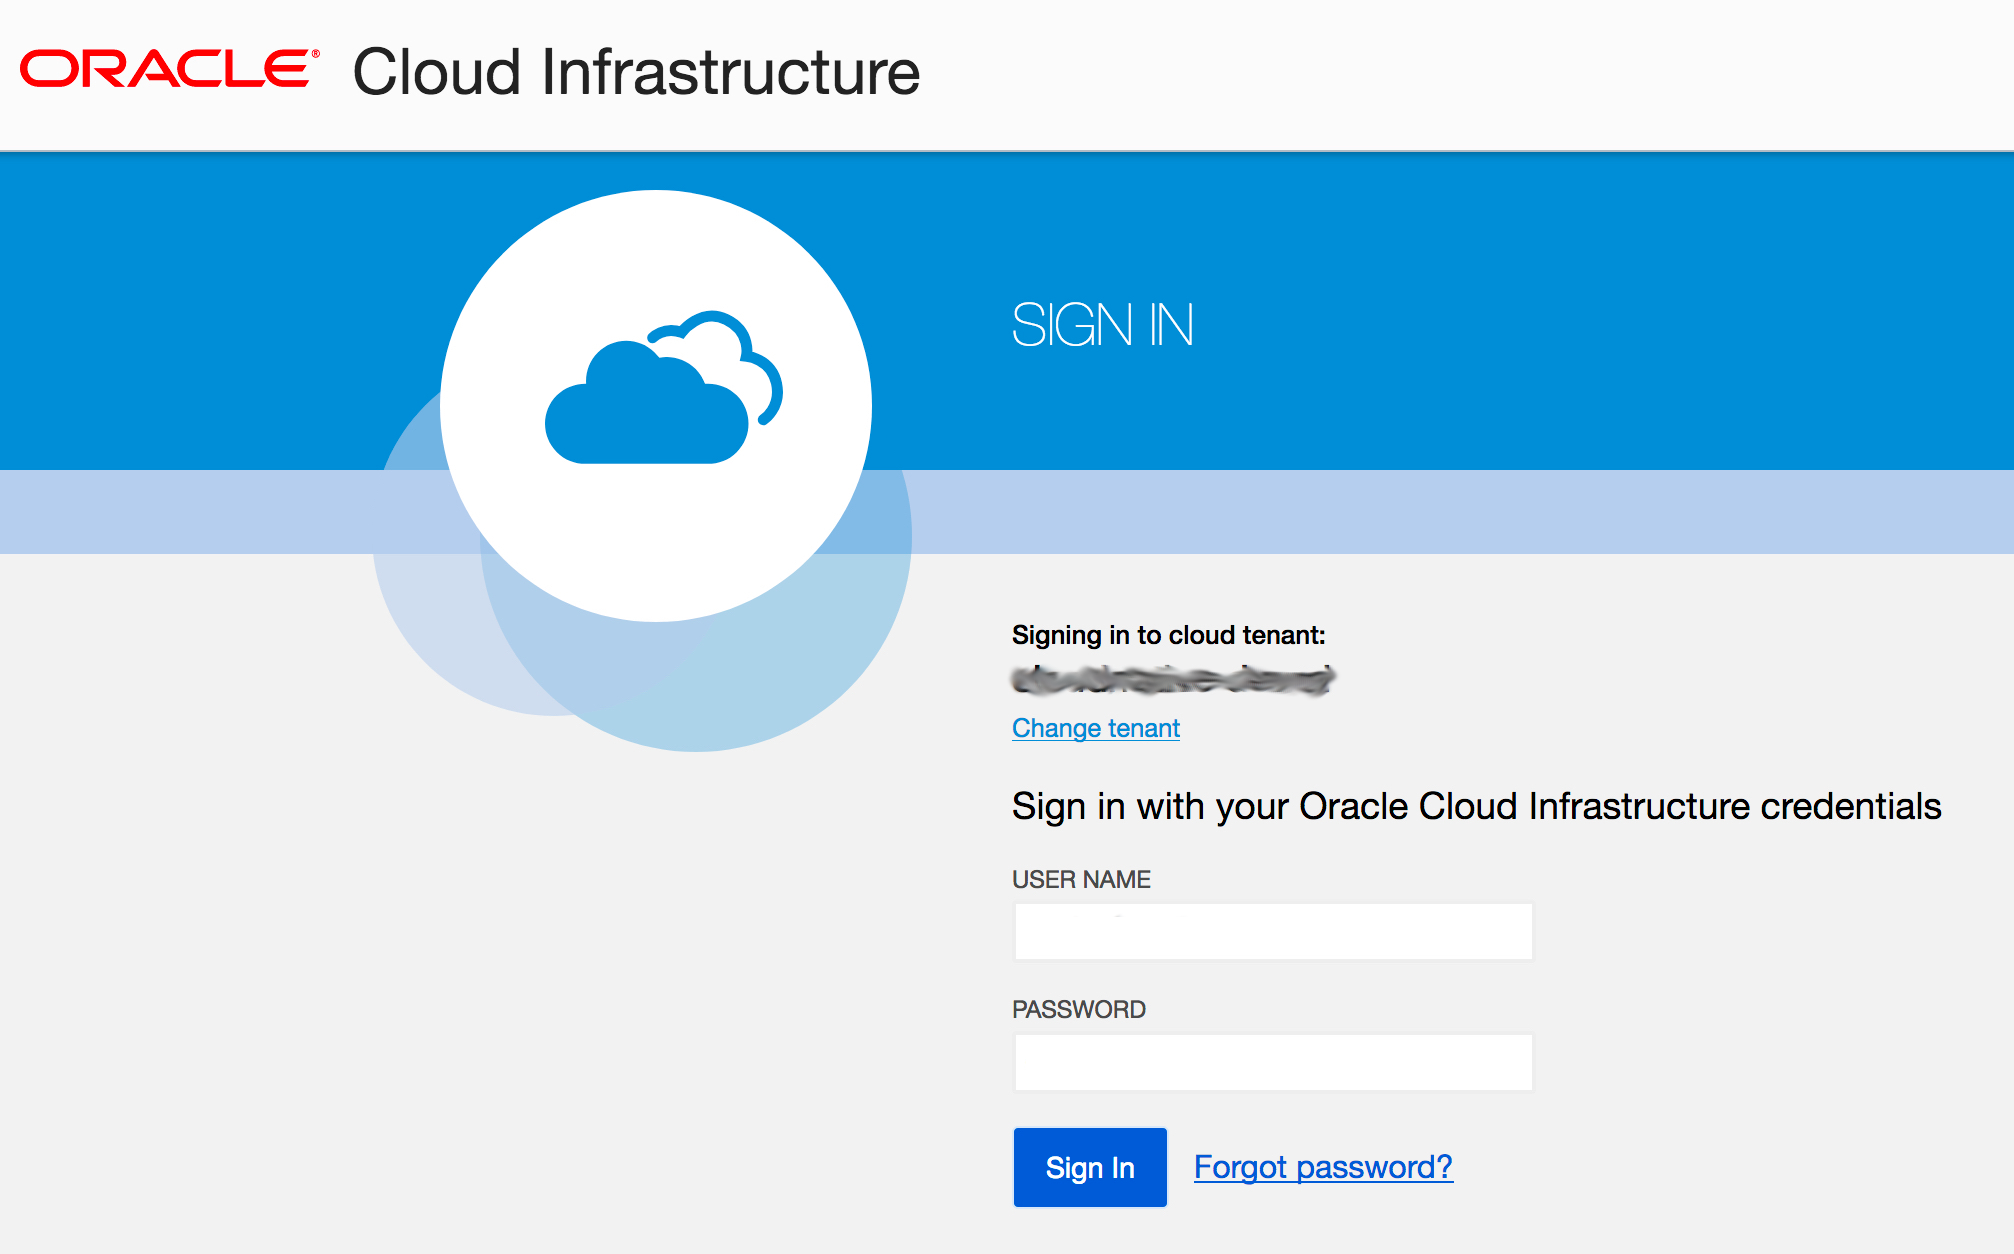 ORACLE® Cloud Infrastructure
SIGN IN
Signing in to cloud tenant:
Change tenant
Sign in with your Oracle Cloud Infrastructure credentials
USER NAME
PASSWORD
Sign In Forgot password?